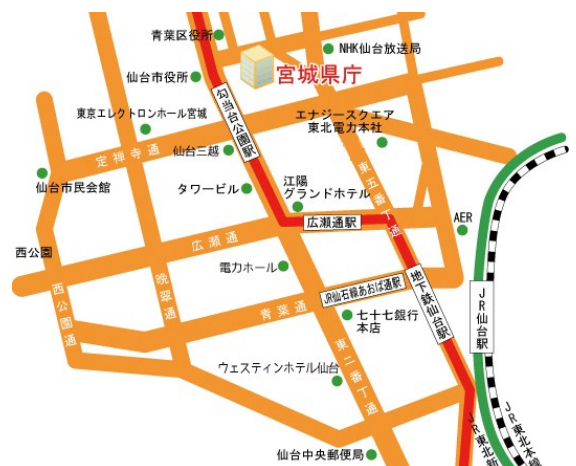 青葉区役所
NHK仙台放送局
仙台市役所
宮城県庁
東京エレクトロンホール宮城
勾当台公園駅
エナジースクエア
東北電力本社
定禅寺通
仙台三越
仙台市民会館
タワービル
江陽
グランドホテル
東五番丁通
広瀬通駅
AER
西公園
広瀬通
電力ホール
西公園通
晩翠通
青葉通
JR仙石線あおば通駅
地下鉄仙台駅
JR仙台駅
七十七銀行
本店
東二番丁通
ウェスティンホテル仙台
仙台中央郵便局
JR東北新
JR東北本線